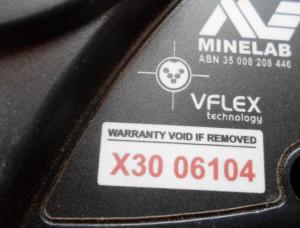 MINELAB
ABN 35 008 208 446
VFLEX
technology
WARRANTY VOID IF REMOVED
X30 06104